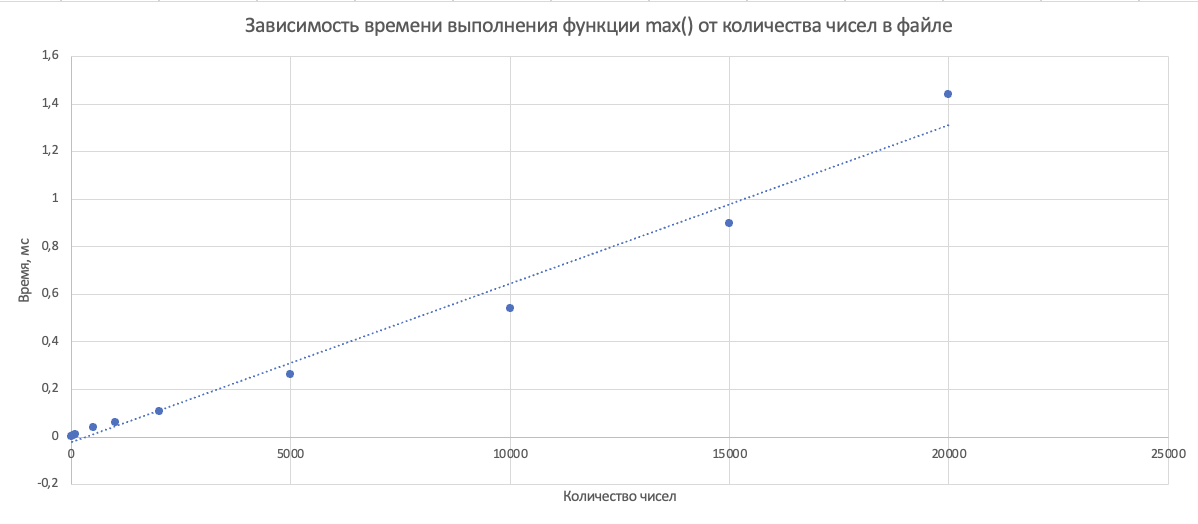 Зависимость времени выполнения функции max() от количества чисел в файле
1,6
1,4
1,2
1
0,8
0,6
0,4
0,2
0
-0,2
Время, мс
0 5000 10000 15000 20000 25000
Количество чисел